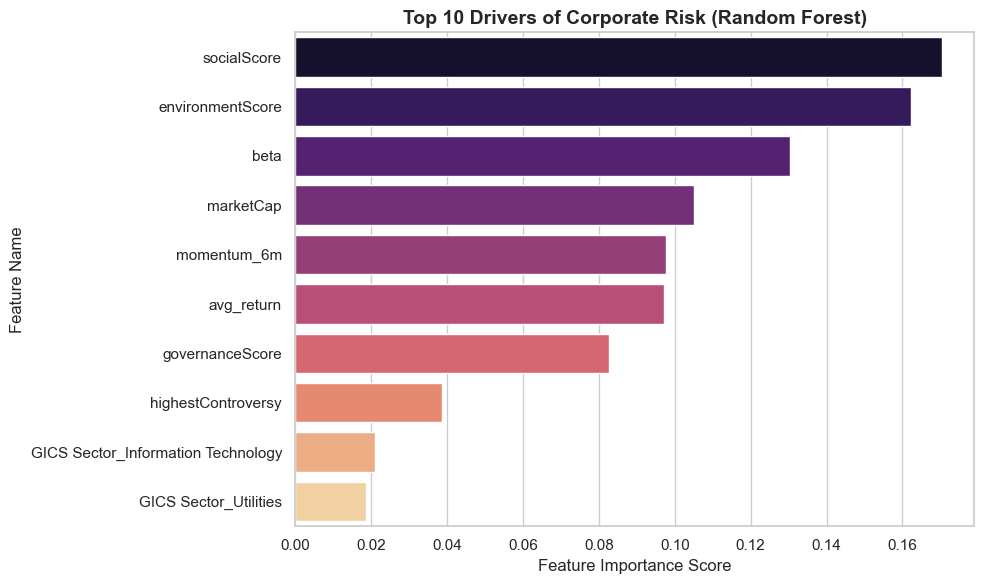 Top 10 Drivers of Corporate Risk (Random Forest)
Feature Name
socialScore
environmentScore
beta
marketCap
momentum_6m
avg_return
governanceScore
highestControversy
GICS Sector_Information Technology
GICS Sector_Utilities
0.00 0.02 0.04 0.06 0.08 0.10 0.12 0.14 0.16
Feature Importance Score